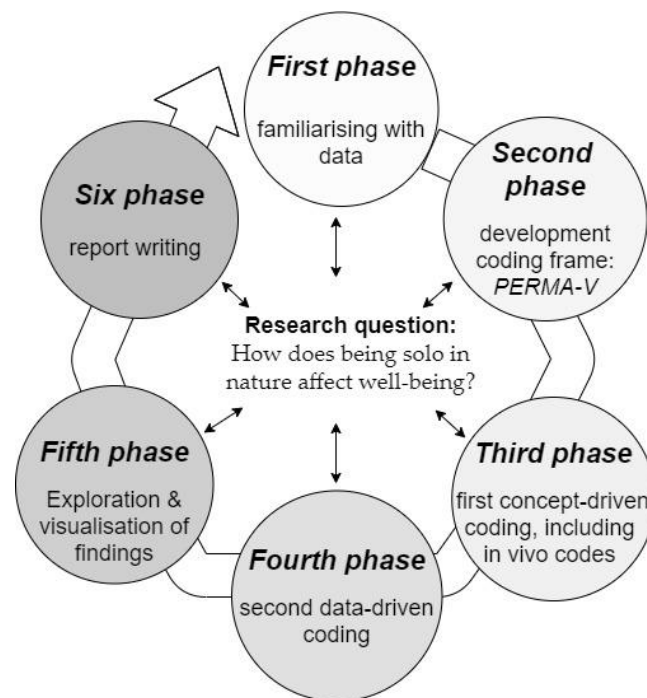 First phase
familiarising with
data
Second
phase
development
coding frame:
PERMA-V
Third phase
first concept-driven
coding, including
in vivo codes
Fourth phase
second data-driven
coding
Fifth phase
Exploration &
visualisation of
findings
Six phase
report writing
Research question:
How does being solo in
nature affect well-being?